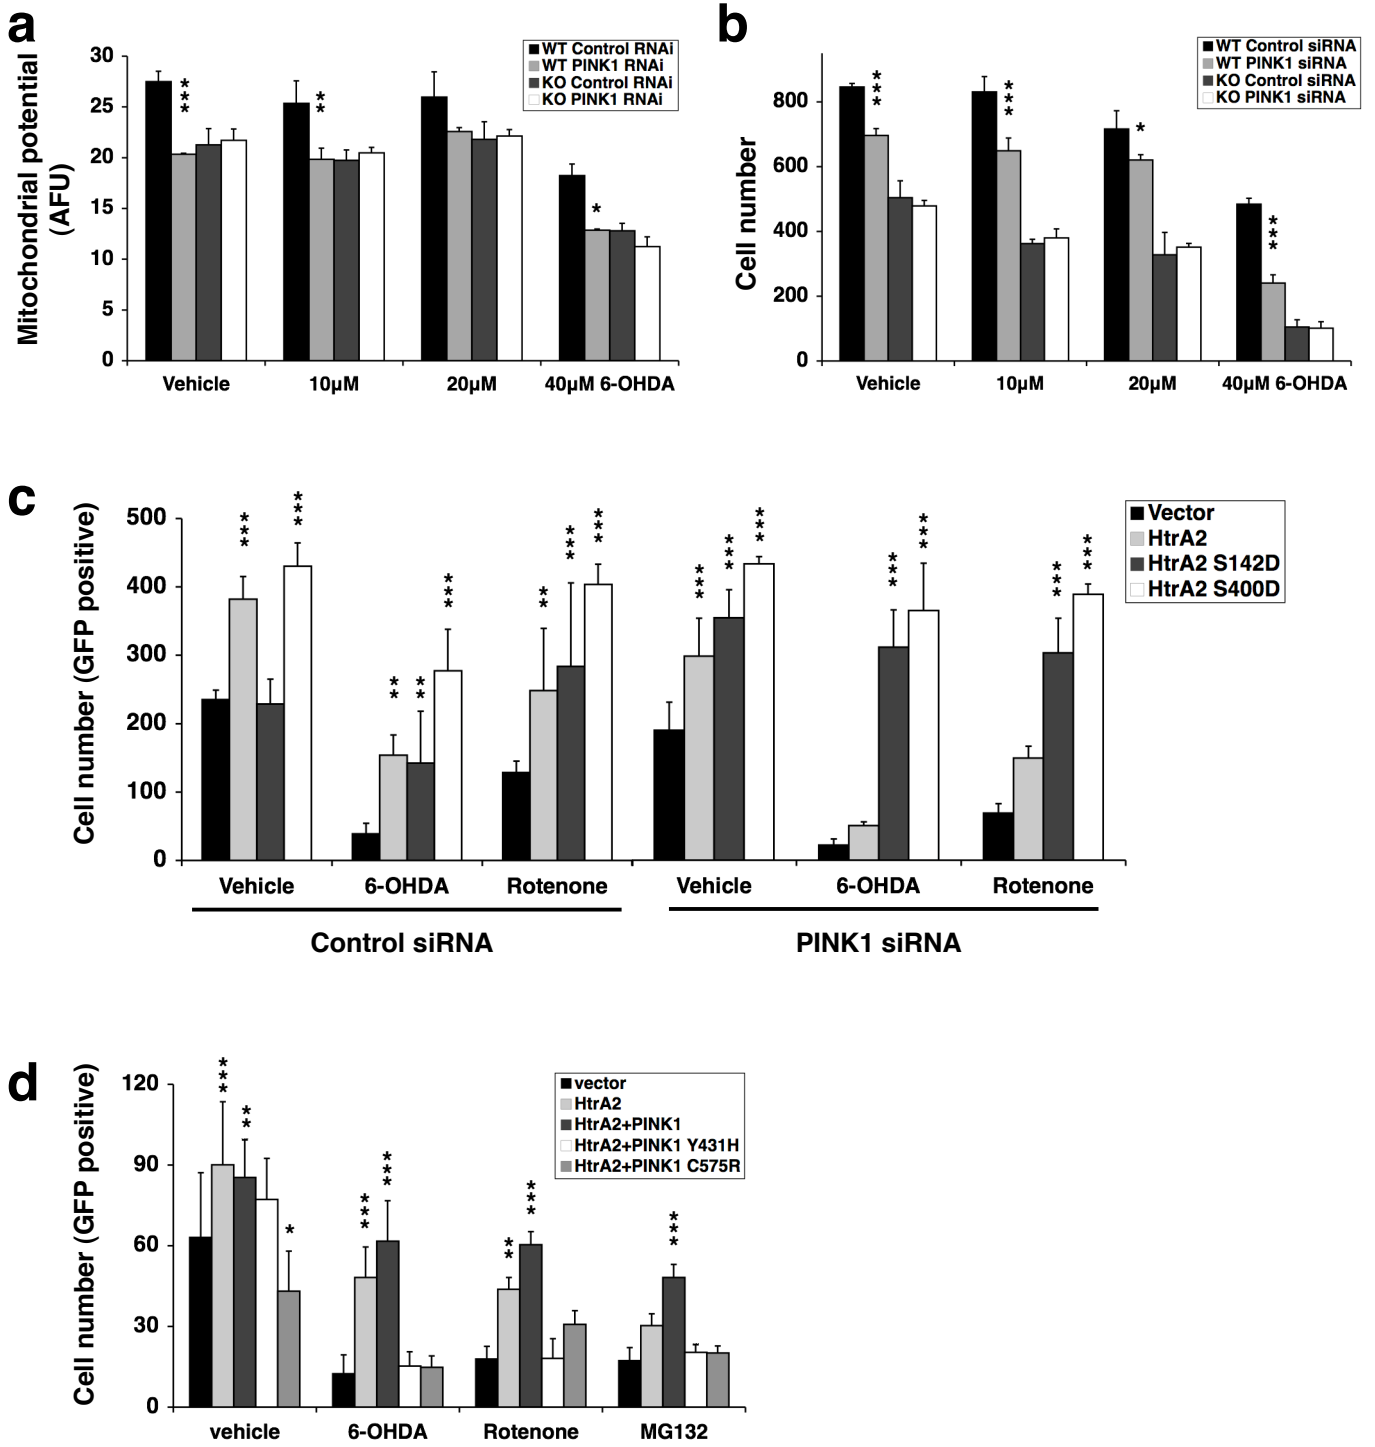 a
Mitochondrial potential
(AFU)
30
25
20
15
10
5
0
***
**
*
WT Control RNAi
WT PINK1 RNAi
KO Control RNAi
KO PINK1 RNAi
Vehicle
10µM
20µM
40µM 6-OHDA
b
Cell number
800
600
400
200
0
***
***
*
***
WT Control siRNA
WT PINK1 siRNA
KO Control siRNA
KO PINK1 siRNA
Vehicle
10µM
20µM
40µM 6-OHDA
c
Cell number (GFP positive)
500
400
300
200
100
0
***
***
**
**
***
**
***
***
***
***
***
***
***
***
***
Vector
HtrA2
HtrA2 S142D
HtrA2 S400D
Vehicle
6-OHDA
Rotenone
Vehicle
6-OHDA
Rotenone
Control siRNA
PINK1 siRNA
d
Cell number (GFP positive)
120
90
60
30
0
***
**
*
***
***
**
***
***
vector
HtrA2
HtrA2+PINK1
HtrA2+PINK1 Y431H
HtrA2+PINK1 C575R
vehicle
6-OHDA
Rotenone
MG132